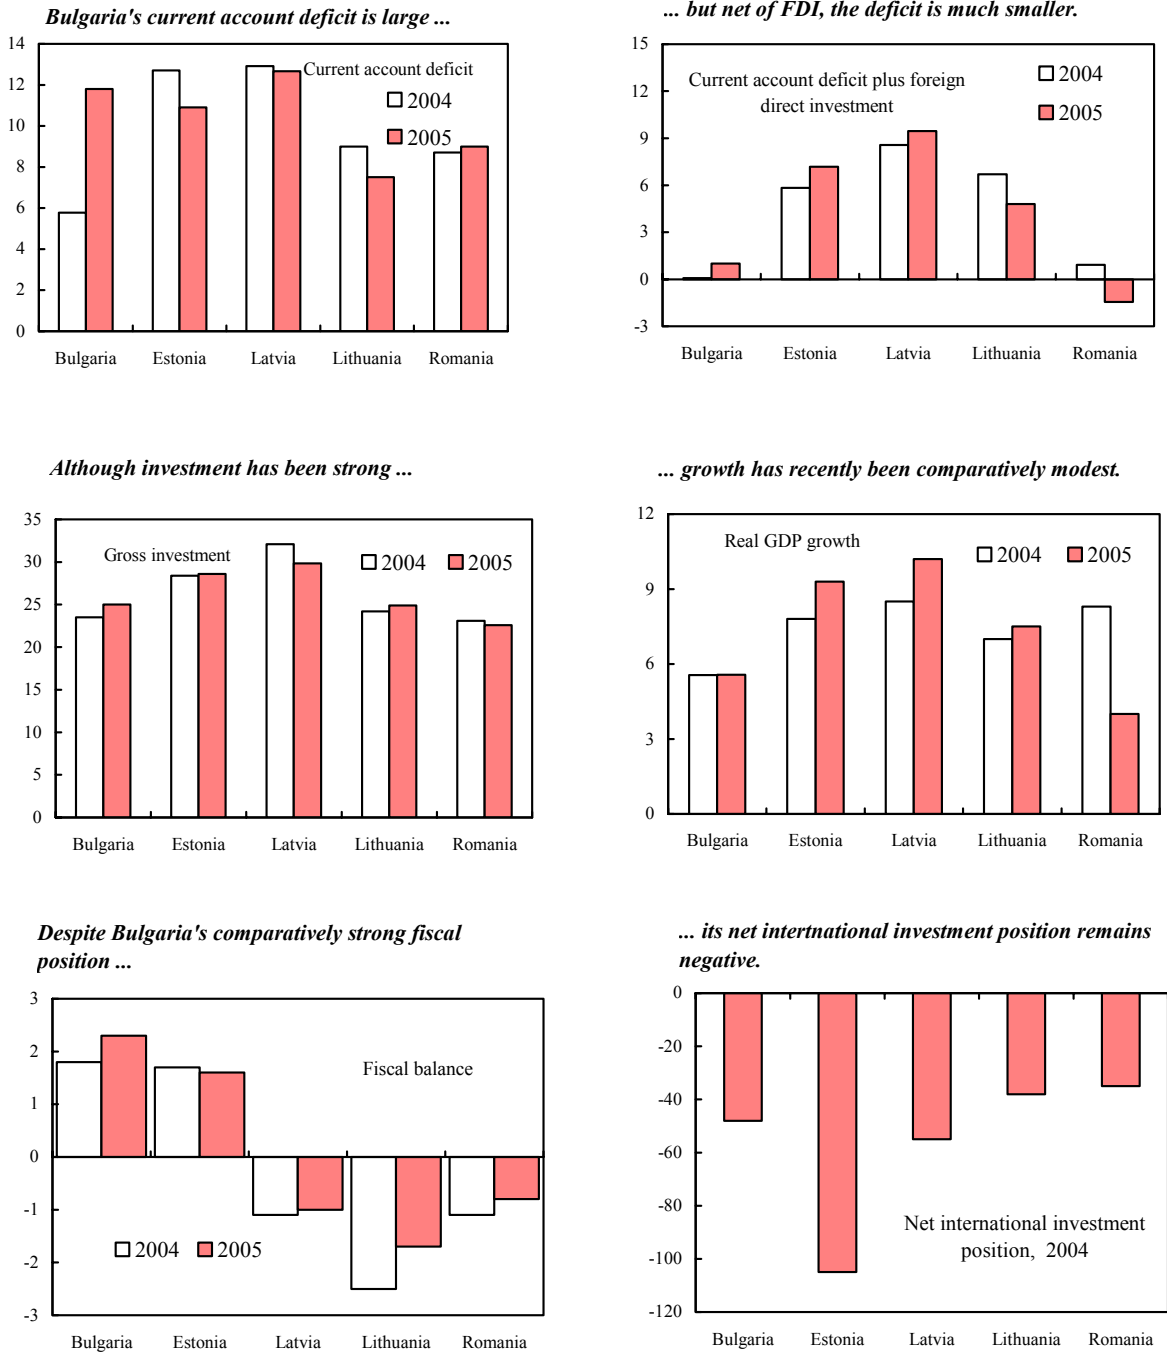 Bulgaria's current account deficit is large ...
14
12
10
8
6
4
2
0
Current account deficit
2004
2005
Bulgaria Estonia Latvia Lithuania Romania
... but net of FDI, the deficit is much smaller.
15
12
9
6
3
0
-3
Current account deficit plus foreign
direct investment
2004
2005
Bulgaria Estonia Latvia Lithuania Romania
Although investment has been strong ...
35
30
25
20
15
10
5
0
Gross investment
2004 2005
Bulgaria Estonia Latvia Lithuania Romania
... growth has recently been comparatively modest.
12
9
6
3
0
Real GDP growth
2004 2005
Bulgaria Estonia Latvia Lithuania Romania
Despite Bulgaria's comparatively strong fiscal
position ...
3
2
1
0
-1
-2
-3
Fiscal balance
2004 2005
Bulgaria Estonia Latvia Lithuania Romania
... its net intertnational investment position remains
negative.
0
-20
-40
-60
-80
-100
-120
Net international investment
position, 2004
Bulgaria Estonia Latvia Lithuania Romania